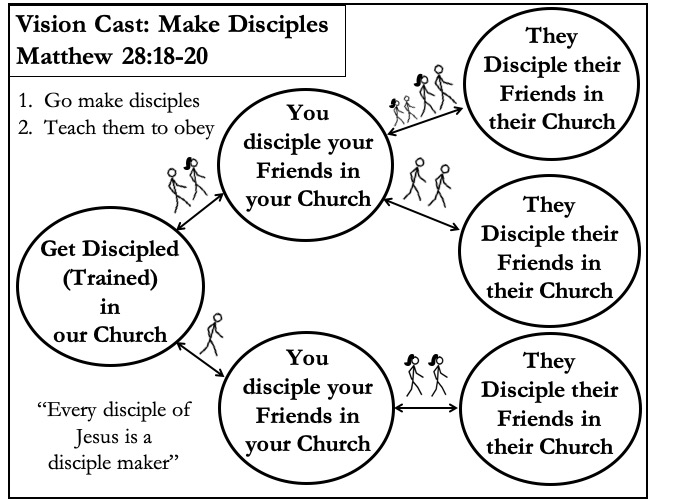 Vision Cast: Make Disciples
Matthew 28:18-20
1. Go make disciples
2. Teach them to obey
Get Discipled
(Trained)
in
our Church
You
disciple your
Friends in
your Church
You
disciple your
Friends in
your Church
They
Disciple their
Friends in
their Church
They
Disciple their
Friends in
their Church
They
Disciple their
Friends in
their Church
“Every disciple of
Jesus is a
disciple maker”